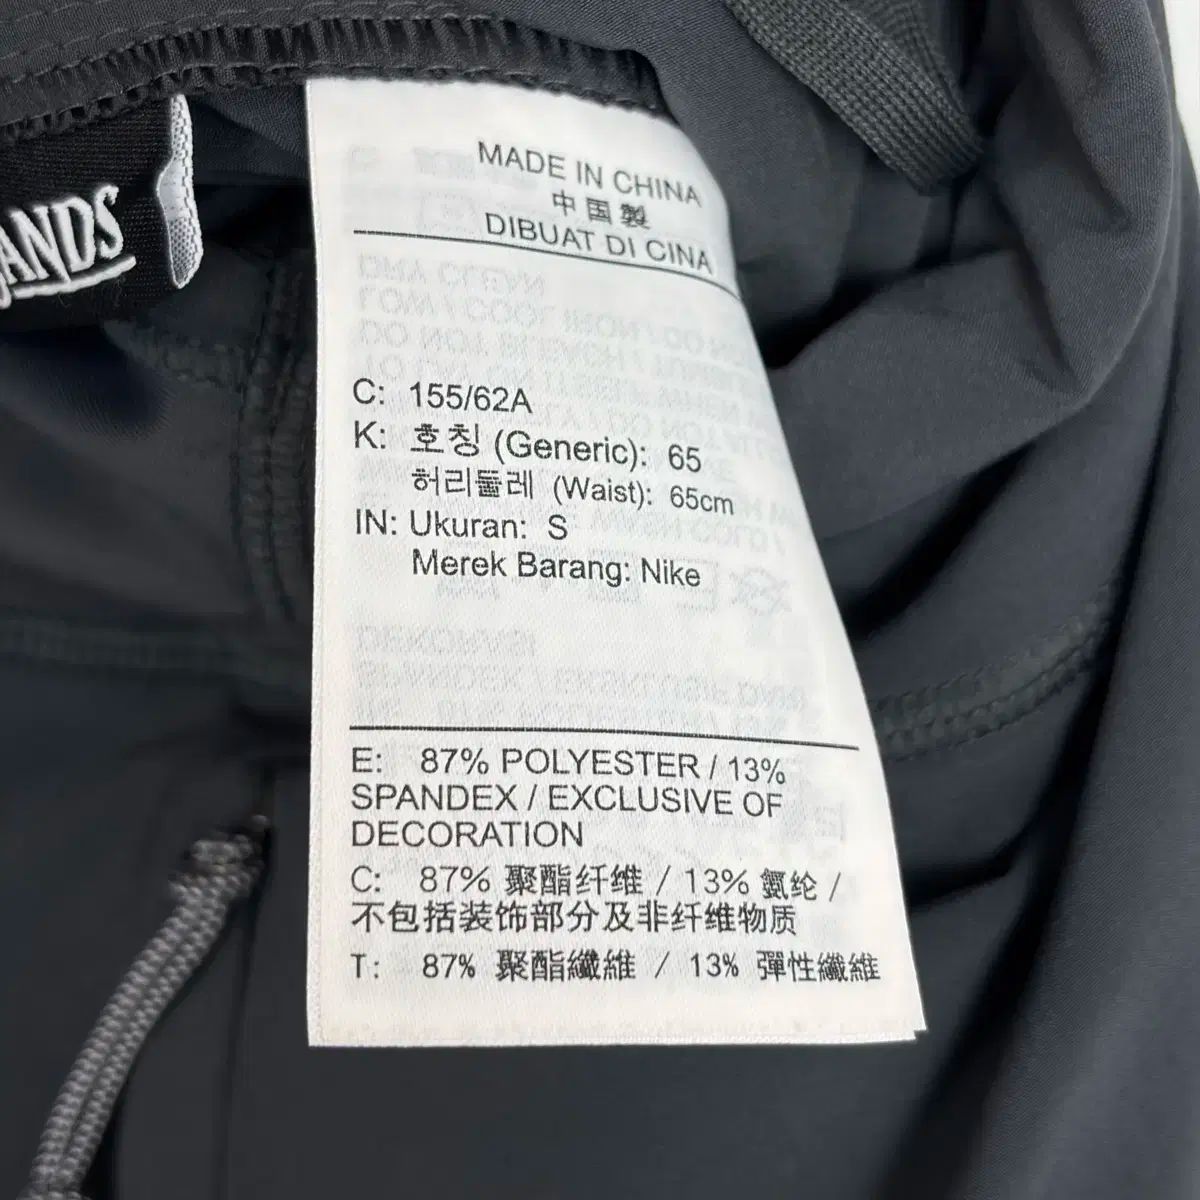 ANDS
MADE IN CHINA
中国製
DIBUAT DI CINA
C: 155/62A
K: 호칭 (Generic): 65
허리둘레 (Waist): 65cm
IN: Ukuran: S
Merek Barang: Nike
E: 87% POLYESTER / 13%
SPANDEX / EXCLUSIVE OF
DECORATION
C: 87% 聚酯纤维 / 13% 氨纶 /
不包括装饰部分及非纤维物质
T: 87% 聚酯纖維 / 13% 彈性纖維